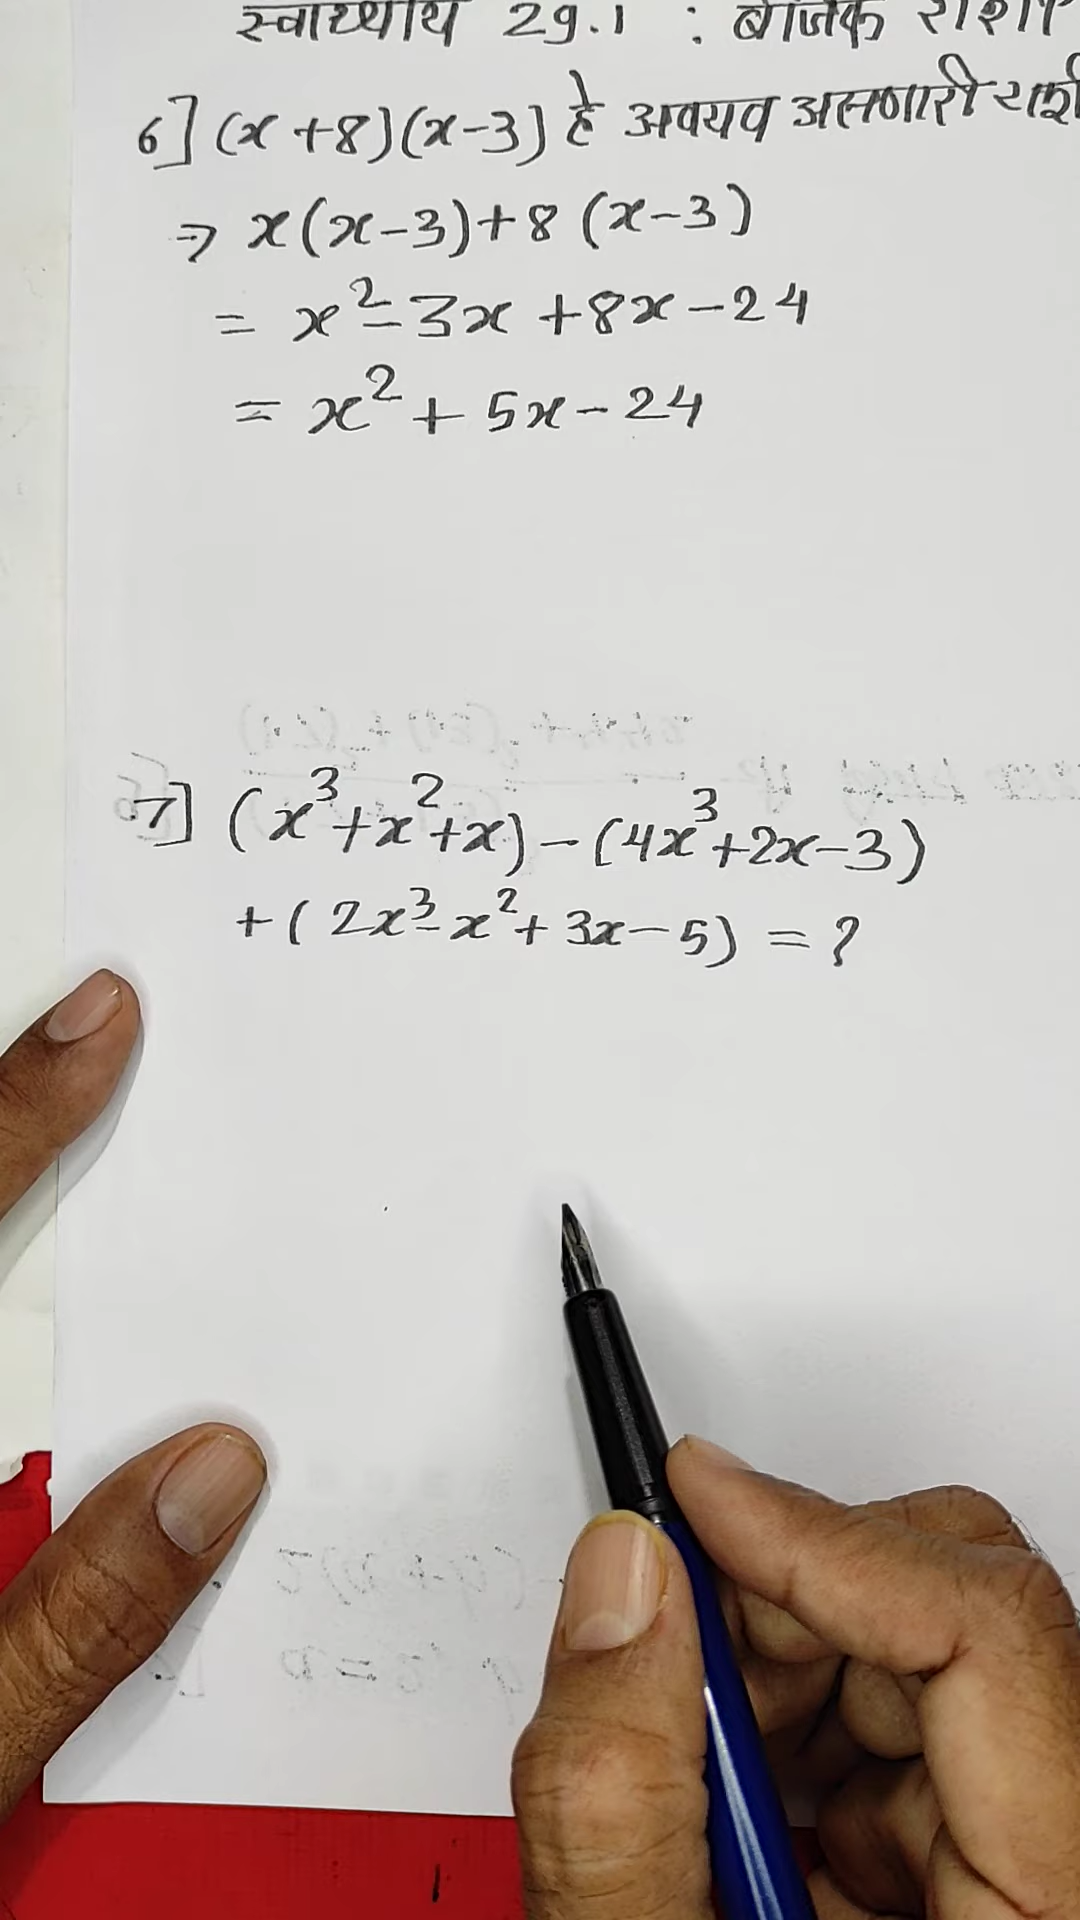 स्वाध्याय 29.1 : बीजिक राशी
6] (x+8)(x-3) हे अवयव असणारी राशी
⇒ x(x-3)+8(x-3)
= x²-3x+8x-24
= x²+5x-24
7] (x³+x²+x)-(4x³+2x-3)
+(2x³-x²+3x-5) = ?